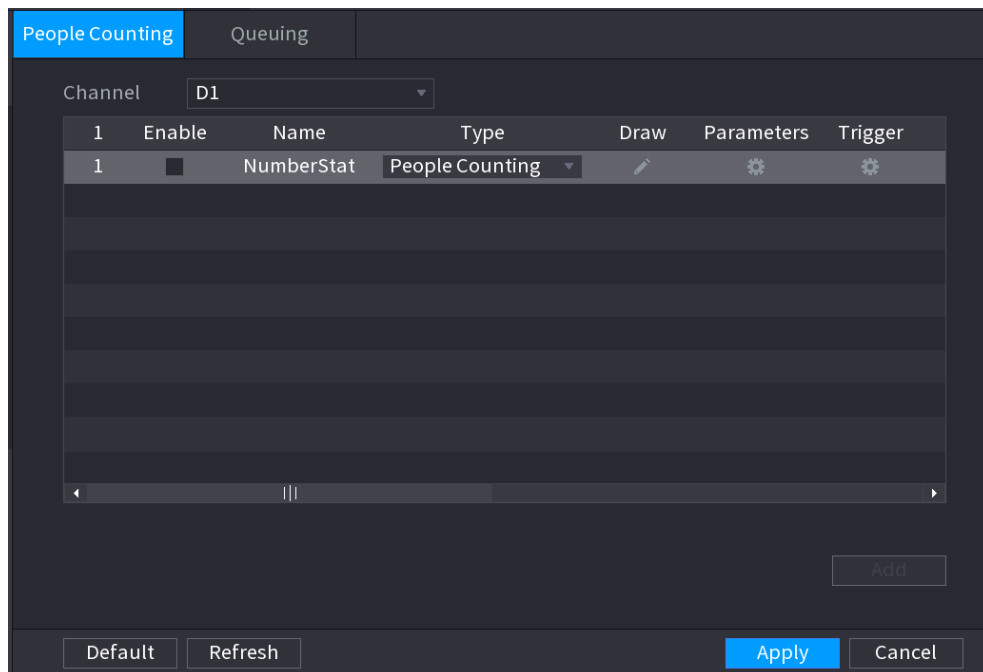 People Counting Queuing
Channel D1
1 Enable Name Type Draw Parameters Trigger
1 NumberStat People Counting
Add
Default Refresh Apply Cancel